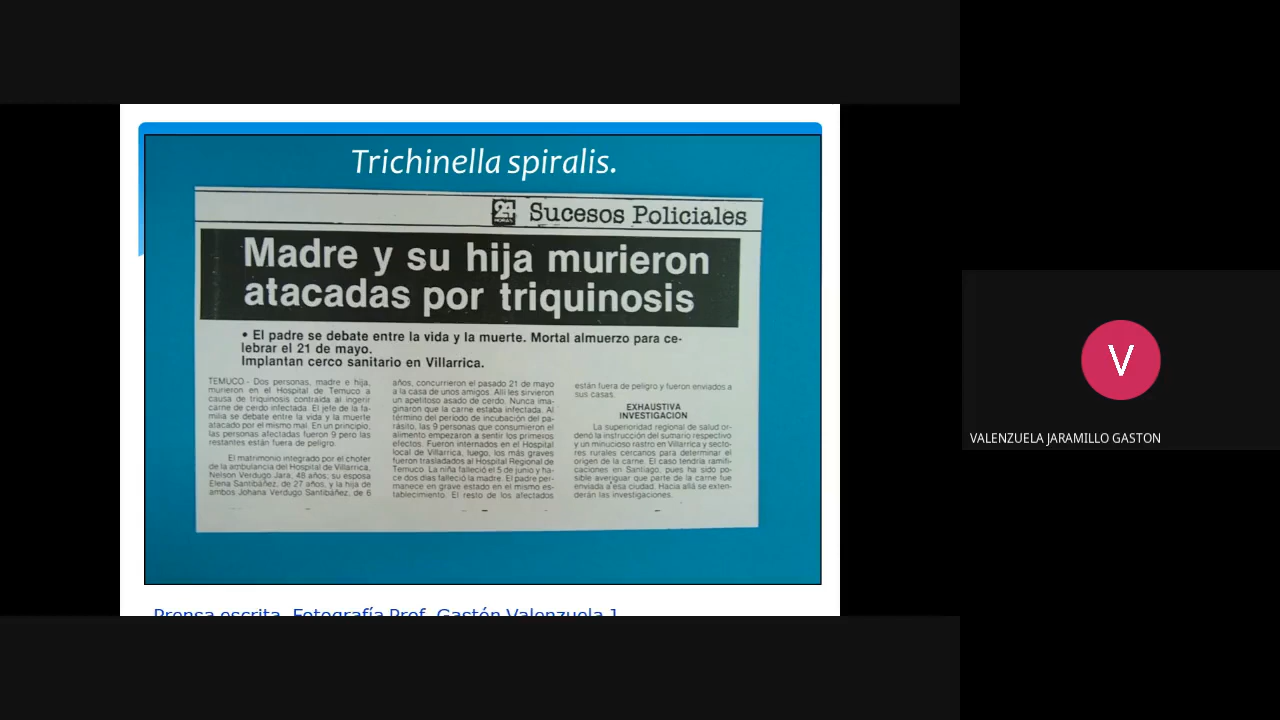 Trichinella spiralis.
24
HORAS
Sucesos Policiales
Madre y su hija murieron
atacadas por triquinosis
• El padre se debate entre la vida y la muerte. Mortal almuerzo para ce-
lebrar el 21 de mayo.
Implantan cerco sanitario en Villarrica.
TEMUCO.- Dos personas, madre e hija,
murieron en el Hospital de Temuco a
causa de triquinosis contraída al ingerir
carne de cerdo infectada. El jefe de la fa-
milia se debate entre la vida y la muerte
atacado por el mismo mal. En un principio,
las personas afectadas fueron 9 pero las
restantes están fuera de peligro.
El matrimonio integrado por el chofer
de la ambulancia del Hospital de Villarrica,
Nelson Verdugo Jara, 48 años; su esposa
Elena Santibáñez, de 27 años, y la hija de
ambos Johana Verdugo Santibáñez, de 6
años, concurrieron el pasado 21 de mayo
a la casa de unos amigos. Allí les sirvieron
un apetitoso asado de cerdo. Nunca ima-
ginaron que la carne estaba infectada. Al
término del período de incubación del pa-
rásito, las 9 personas que consumieron el
alimento empezaron a sentir los primeros
efectos. Fueron internados en el Hospital
local de Villarrica, luego, los más graves
fueron trasladados al Hospital Regional de
Temuco. La niña falleció el 5 de junio y ha-
ce dos días falleció la madre. El padre per-
manece en grave estado en el mismo es-
tablecimiento. El resto de los afectados
están fuera de peligro y fueron enviados a
sus casas.
EXHAUSTIVA
INVESTIGACION
La superioridad regional de salud or-
denó la instrucción del sumario respectivo
y un minucioso rastro en Villarrica y secto-
res rurales cercanos para determinar el
origen de la carne. El caso tendría ramifi-
caciones en Santiago, pues ha sido po-
sible averiguar que parte de la carne fue
enviada a esa ciudad. Hacia allá se exten-
derán las investigaciones.
Prensa escrita. Fotografía Prof. Gastón Valenzuela J.
V
VALENZUELA JARAMILLO GASTON